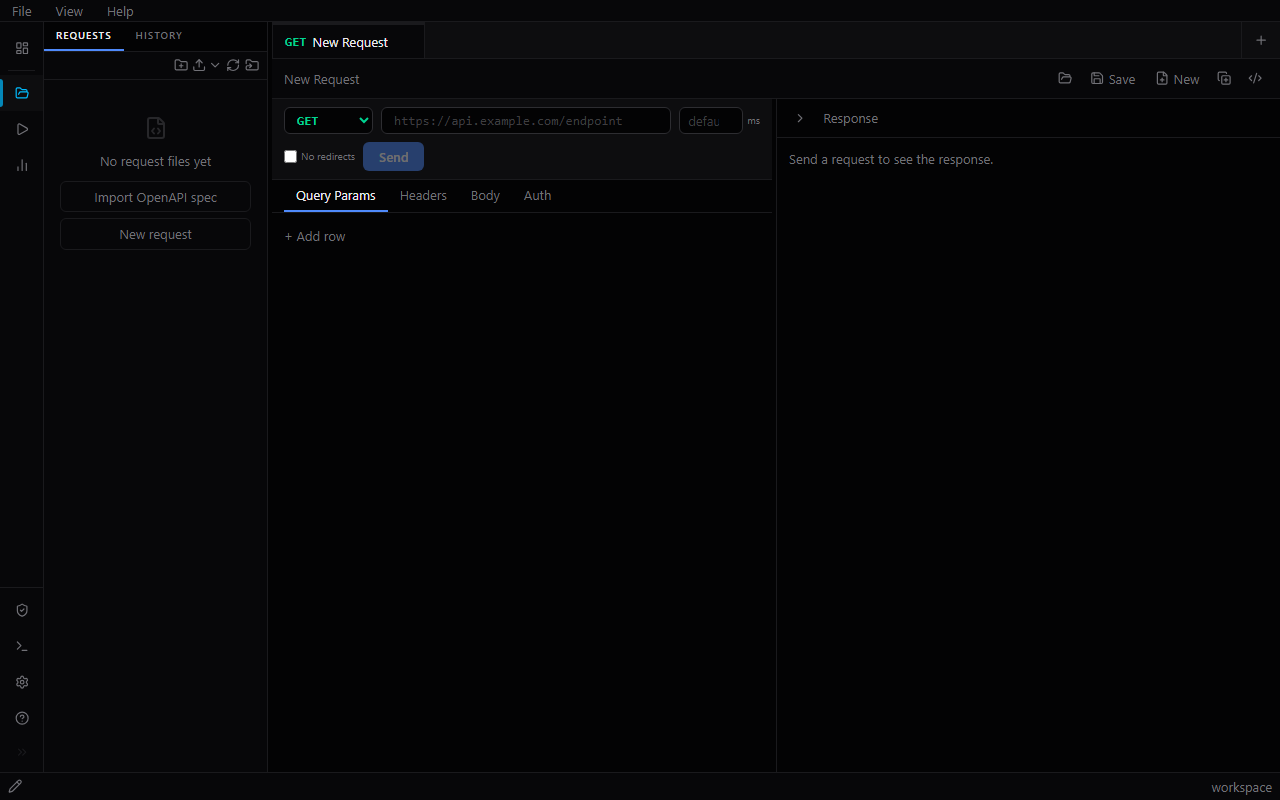 File View Help
REQUESTS HISTORY
GET New Request
New Request
Save
New
GET
https://api.example.com/endpoint
defau
ms
No redirects
Send
Response
Send a request to see the response.
No request files yet
Import OpenAPI spec
New request
Query Params Headers Body Auth
+ Add row
workspace